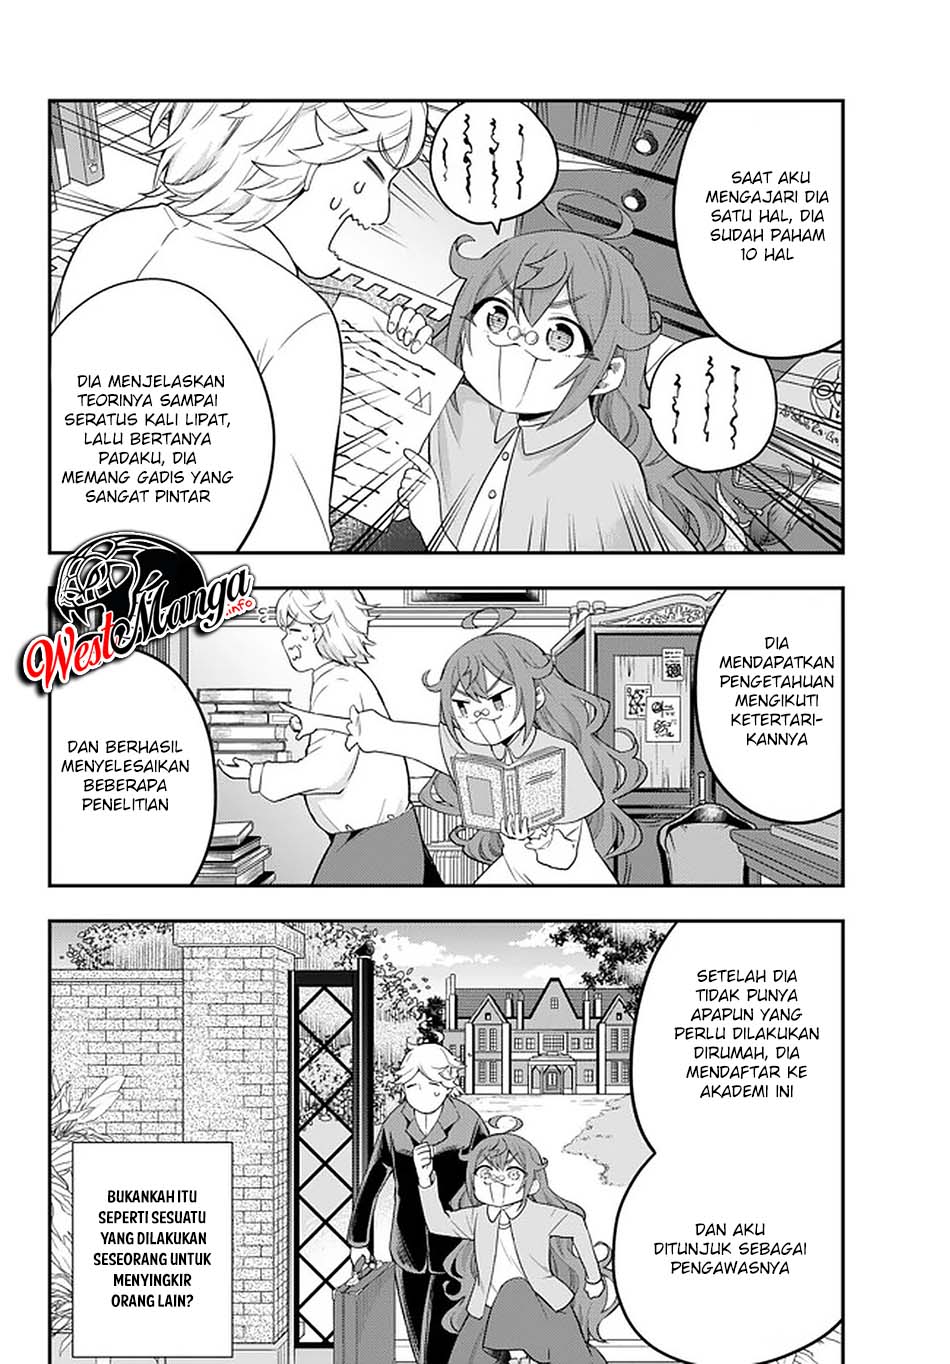 SAAT AKU
MENGAJARI DIA
SATU HAL, DIA
SUDAH PAHAM
10 HAL
DIA MENJELASKAN
TEORINYA SAMPAI
SERATUS KALI LIPAT,
LALU BERTANYA
PADAKU, DIA
MEMANG GADIS YANG
SANGAT PINTAR
WestManga
.info
DIA
MENDAPATKAN
PENGETAHUAN
MENGIKUTI
KETERTARI-
KANNYA
DAN BERHASIL
MENYELESAIKAN
BEBERAPA
PENELITIAN
SETELAH DIA
TIDAK PUNYA
APAPUN YANG
PERLU DILAKUKAN
DIRUMAH, DIA
MENDAFTAR KE
AKADEMI INI
DAN AKU
DITUNJUK SEBAGAI
PENGAWASNYA
BUKANKAH ITU
SEPERTI SESUATU
YANG DILAKUKAN
SESEORANG UNTUK
MENYINGKIR
ORANG LAIN?